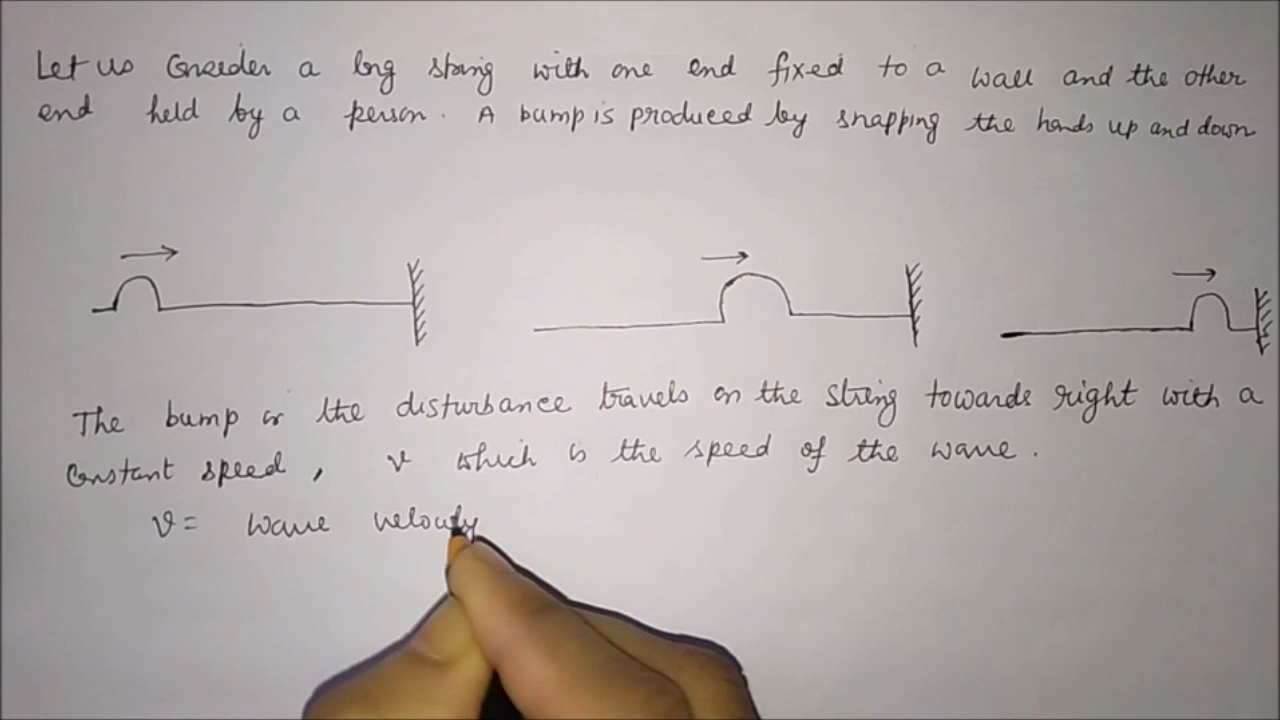 Let us Consider a long string with one end fixed to a wall and the other
end held by a person. A bump is produced by snapping the hands up and down
The bump or the disturbance travels on the string towards right with a
Constant speed, v which is the speed of the wave.
v = wave velocity